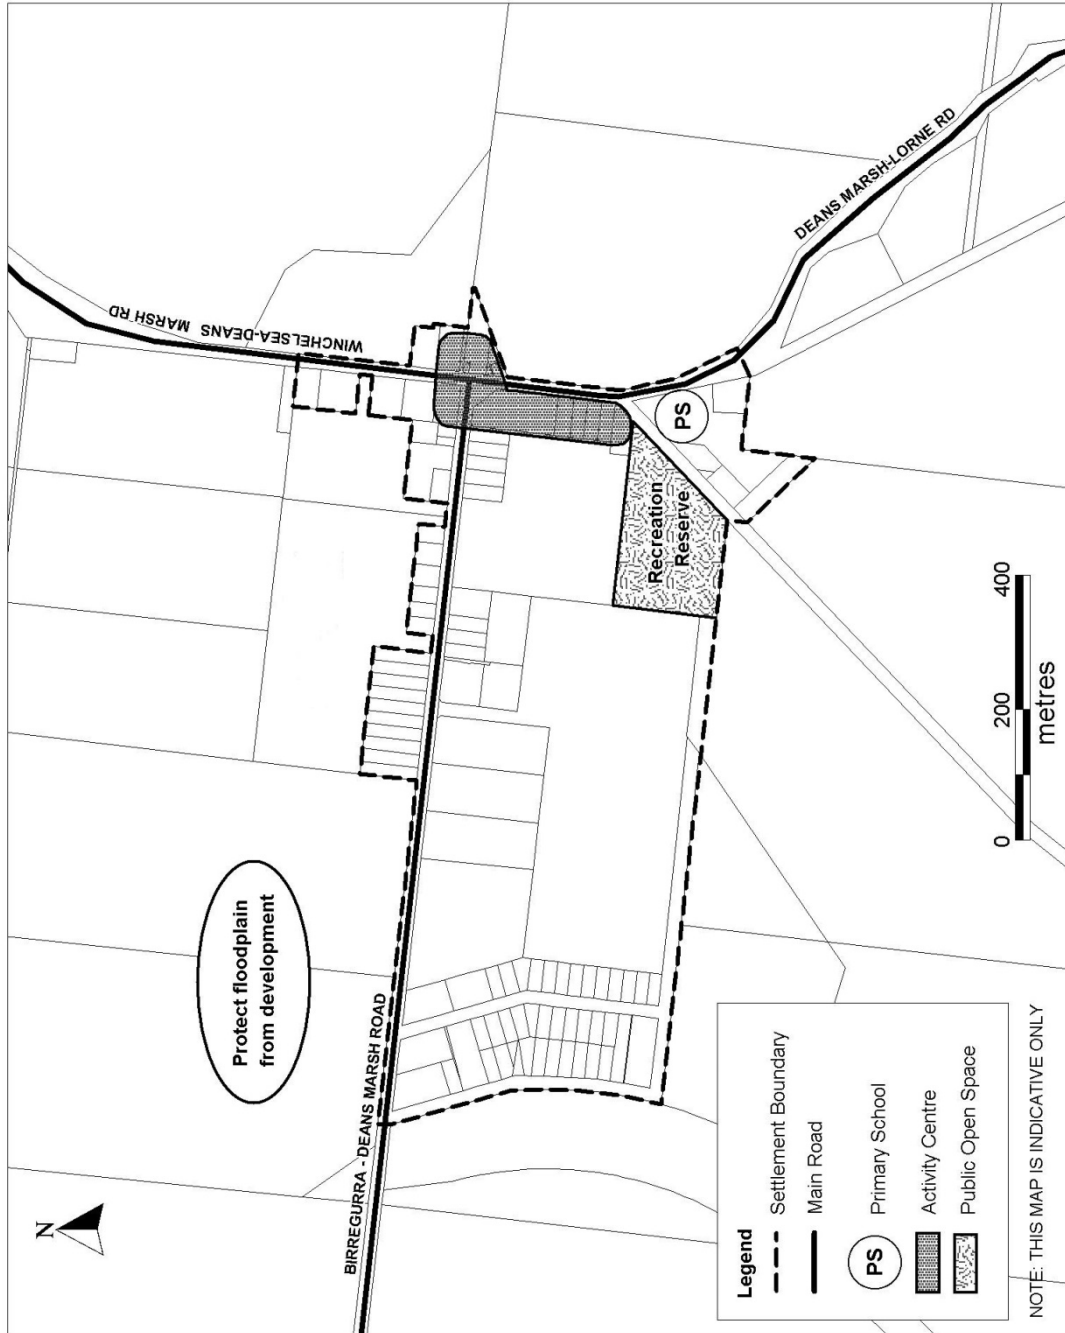 N
Protect floodplain
from development
BIRREGURRA - DEANS MARSH ROAD
WINCHELSEA-DEANS MARSH RD
DEANS MARSH-LORNE RD
Recreation
Reserve
PS
Legend
Settlement Boundary
Main Road
PS Primary School
Activity Centre
Public Open Space
0 200 400
metres
NOTE: THIS MAP IS INDICATIVE ONLY